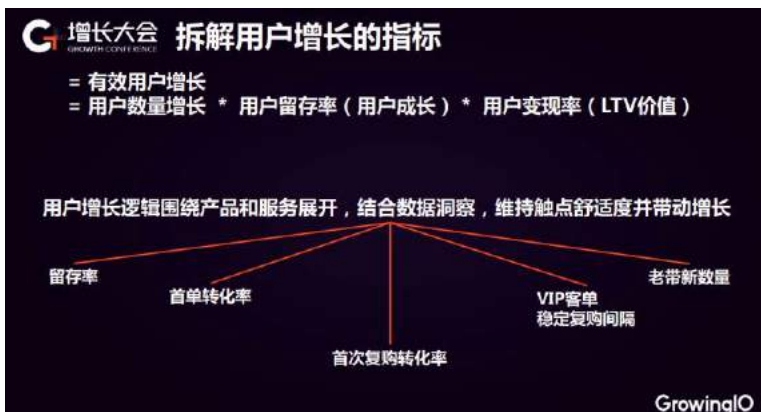 G+ 增长大会
GROWTH CONFERENCE
拆解用户增长的指标
= 有效用户增长
= 用户数量增长 * 用户留存率（用户成长）* 用户变现率（LTV价值）
用户增长逻辑围绕产品和服务展开，结合数据洞察，维持触点舒适度并带动增长
留存率
首单转化率
首次复购转化率
VIP客单
稳定复购间隔
老带新数量
GrowingIO